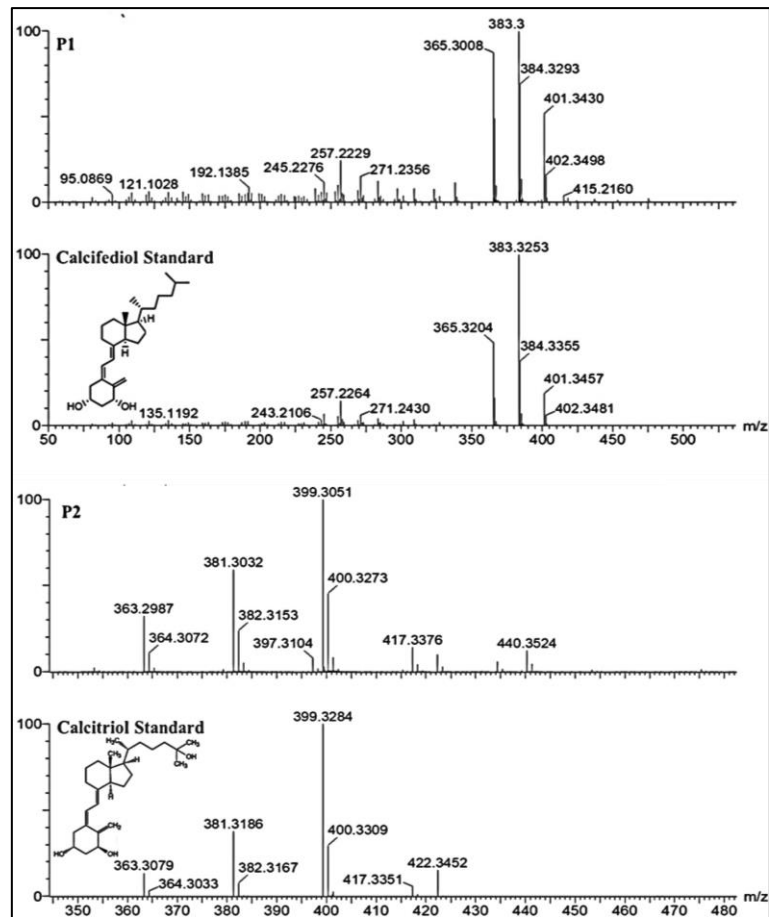 100
P1
383.3
365.3008
384.3293
401.3430
402.3498
415.2160
95.0869
121.1028
192.1385
245.2276
257.2229
271.2356
0
100
Calcifediol Standard
383.3253
365.3204
384.3355
401.3457
402.3481
257.2264
135.1192
243.2106
271.2430
H
H
HO
OH
0
50 100 150 200 250 300 350 400 450 500 m/z
100
P2
399.3051
381.3032
400.3273
363.2987
382.3153
364.3072
397.3104
417.3376
440.3524
0
100
Calcitriol Standard
399.3284
381.3186
400.3309
363.3079
382.3167
364.3033
417.3351
422.3452
CH3
CH3
OH
CH3
CH3
H
H
CH2
HO
OH
0
350 360 370 380 390 400 410 420 430 440 450 460 470 480 m/z